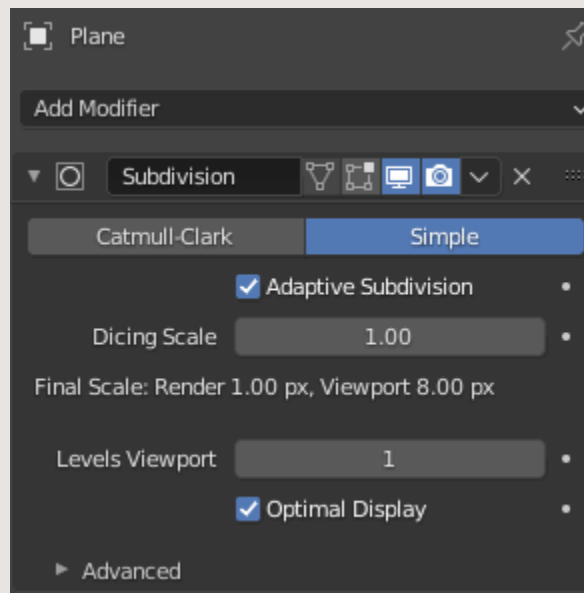 Plane
Add Modifier
Subdivision
Catmull-Clark Simple
Adaptive Subdivision
Dicing Scale 1.00
Final Scale: Render 1.00 px, Viewport 8.00 px
Levels Viewport 1
Optimal Display
Advanced